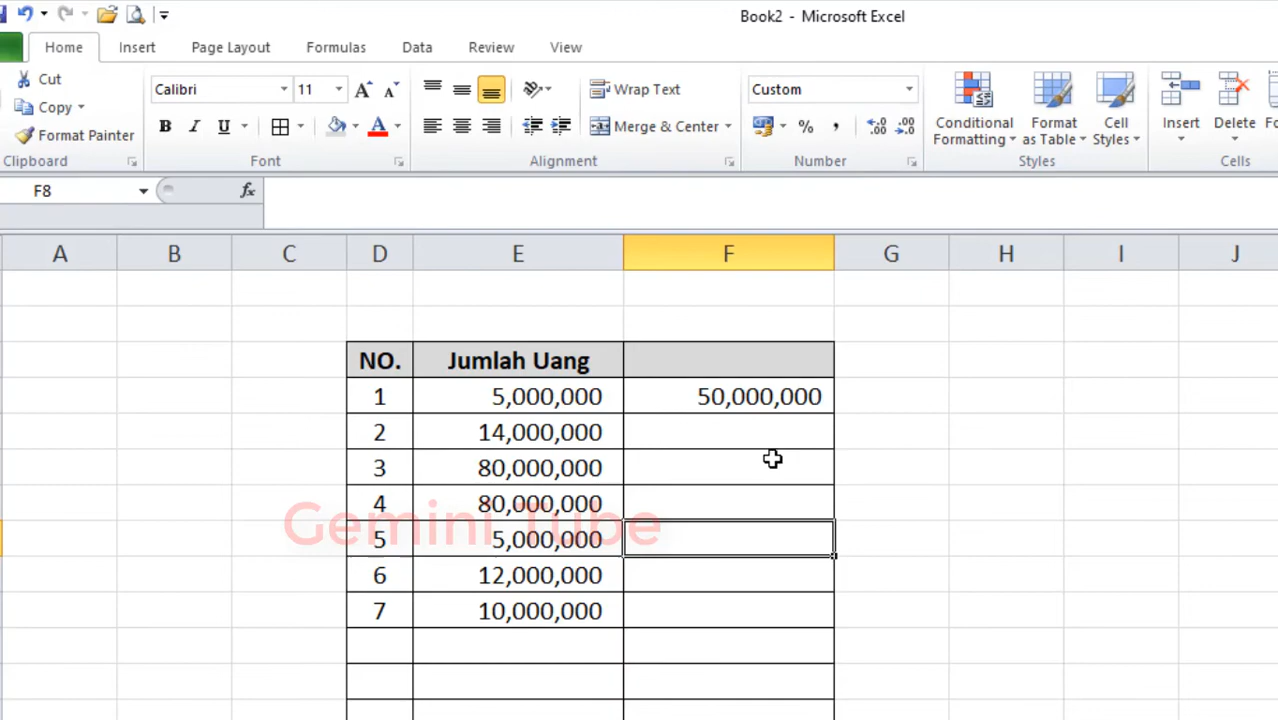 Book2 - Microsoft Excel
Home Insert Page Layout Formulas Data Review View
Cut
Copy
Format Painter
Clipboard
Calibri 11 A A
B I U A
Font
Wrap Text
Merge & Center
Alignment
Custom
% ,
Number
Conditional Formatting
Format as Table
Cell Styles
Styles
Insert Delete Fo
Cells
F8 fx
A B C D E F G H I J
NO. Jumlah Uang
1 5,000,000 50,000,000
2 14,000,000
3 80,000,000
4 80,000,000
Gemini Tube
5 5,000,000
6 12,000,000
7 10,000,000